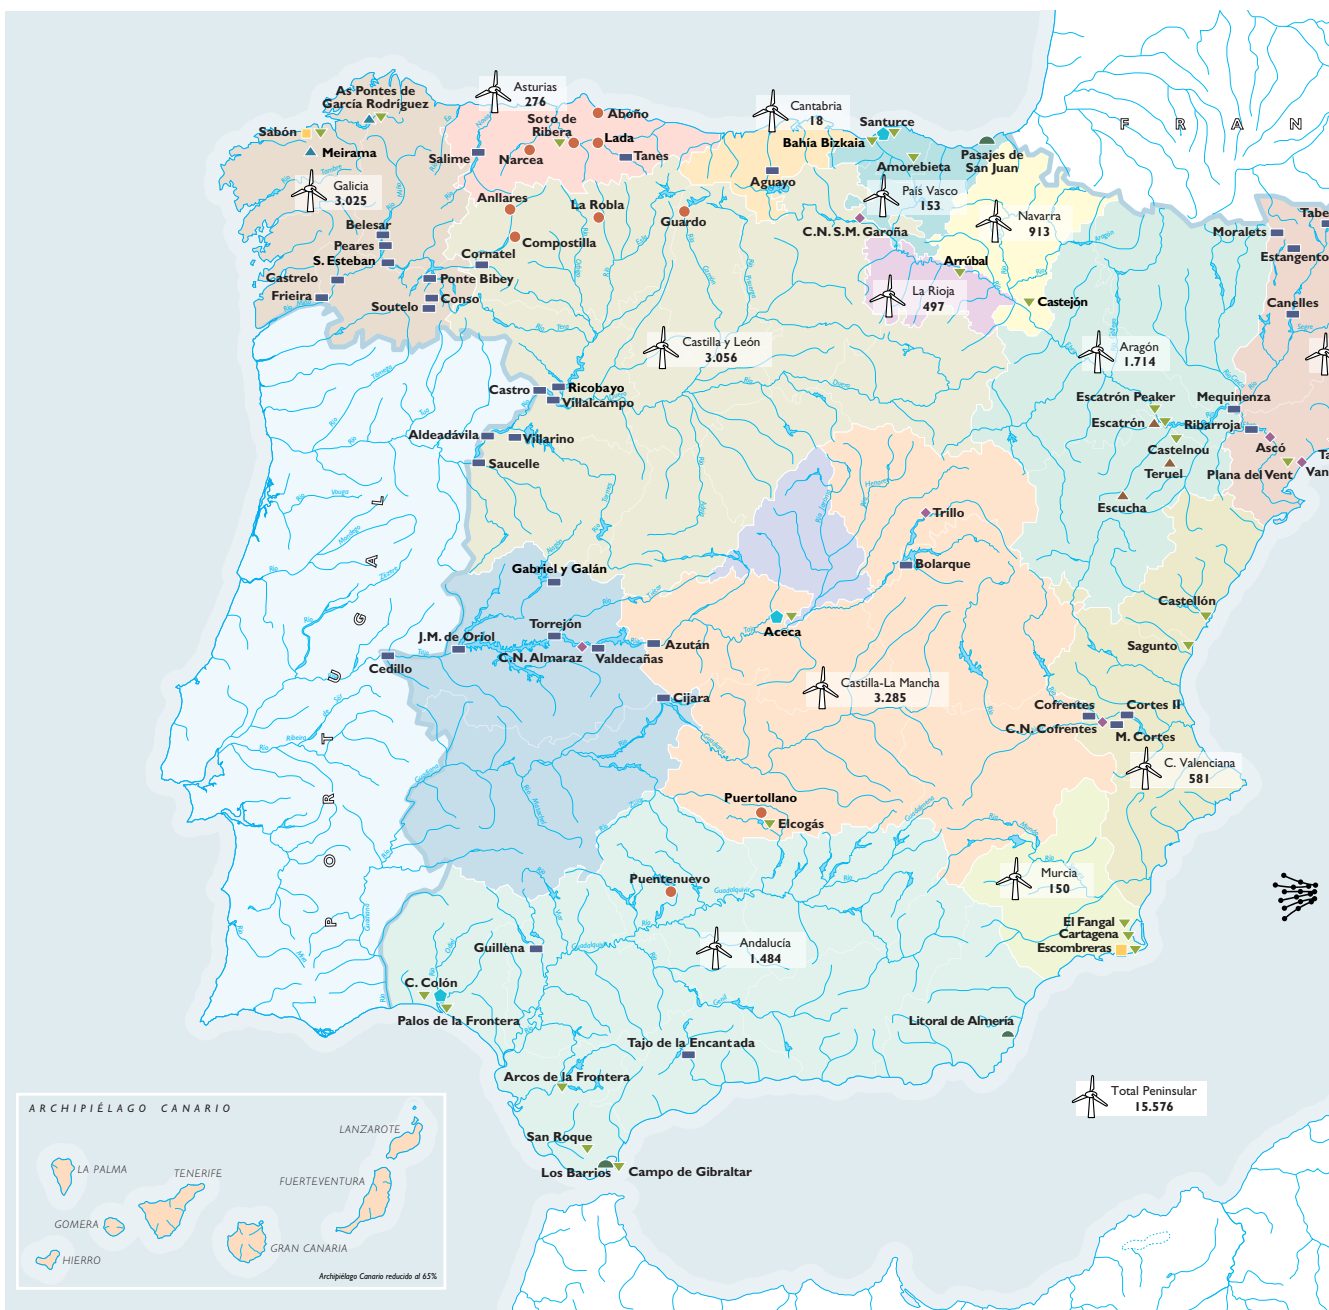 As Pontes de
García Rodríguez
Sabón
Meirama
Galicia
3.025
Asturias
276
Soto de
Ribera
Aboño
Lada
Narcea
Tanes
Salime
Cantabria
18
Santurce
Bahía Bizkaia
Amorebieta
Pasajes de
San Juan
Aguayo
País Vasco
153
C.N. S.M. Garoña
Navarra
913
F R A N
Anllares
La Robla
Guardo
Compostilla
Cornatel
Belesar
Peares
S. Esteban
Castrelo
Frieira
Ponte Bibey
Conso
Soutelo
Arrúbal
La Rioja
497
Castejón
Tabe
Moralets
Estangento
Canelles
Castilla y León
3.056
Aragón
1.714
Castro
Ricobayo
Villalcampo
Aldeadávila
Villarino
Saucelle
Escatrón Peaker
Escatrón
Castelnou
Teruel
Escucha
Mequinenza
Ribarroja
Ascó
Plana del Vent
Ta
Van
Trillo
Bolarque
Gabriel y Galán
Torrejón
J.M. de Oriol
C.N. Almaraz
Valdecañas
Azután
Cedillo
Cijara
Aceca
Castellón
Sagunto
Castilla-La Mancha
3.285
Cofrentes
Cortes II
C.N. Cofrentes
M. Cortes
C. Valenciana
581
P O R T U G A L
Puertollano
Elcogás
Puentenuevo
Murcia
150
El Fangal
Cartagena
Escombreras
Guillena
Andalucía
1.484
C. Colón
Palos de la Frontera
Litoral de Almería
Tajo de la Encantada
Arcos de la Frontera
San Roque
Los Barrios
Campo de Gibraltar
Total Peninsular
15.576
ARCHIPIÉLAGO CANARIO
LANZAROTE
LA PALMA
TENERIFE
FUERTEVENTURA
GOMERA
GRAN CANARIA
HIERRO
Archipiélago Canario reducido al 65%